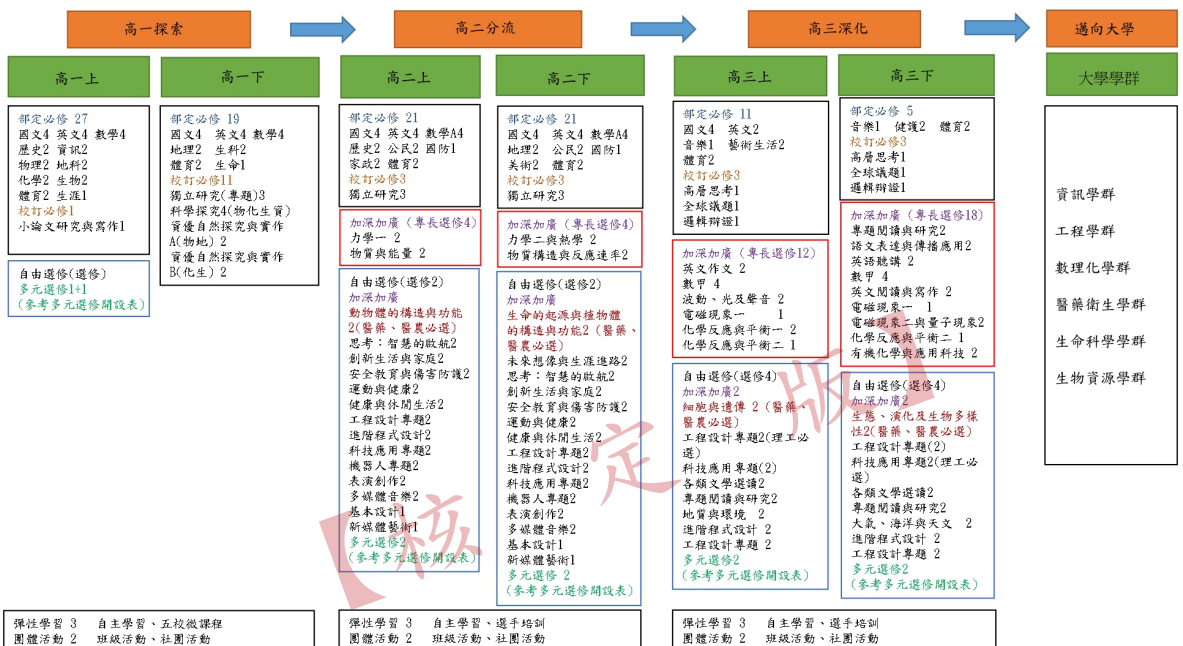 高一探索
高二分流
高三深化
邁向大學
高一上
高一下
高二上
高二下
高三上
高三下
大學學群
部定必修 27
國文4 英文4 數學4
歷史2 資訊2
物理2 地科2
化學2 生物2
體育2 生涯1
校訂必修1
小論文研究與寫作1
自由選修(選修)
多元選修1+1
(參考多元選修開設表)
部定必修 19
國文4 英文4 數學4
地理2 生科2
體育2 生命1
校訂必修11
獨立研究(專題)3
科學探究4(物化生資)
資優自然探究與實作
A(物地) 2
資優自然探究與實作
B(化生) 2
部定必修 21
國文4 英文4 數學A4
歷史2 公民2 國防1
家政2 體育2
校訂必修3
獨立研究3
加深加廣 (專長選修4)
力學一 2
物質與能量 2
自由選修(選修2)
加深加廣
動物體的構造與功能
2(醫藥、醫農必選)
思考：智慧的啟航2
創新生活與家庭2
安全教育與傷害防護2
運動與健康2
健康與休閒生活2
工程設計專題2
進階程式設計2
科技應用專題2
機器人專題2
表演創作2
多媒體音樂2
基本設計1
新媒體藝術1
多元選修2
(參考多元選修開設表)
部定必修 21
國文4 英文4 數學A4
地理2 公民2 國防1
美術2 體育2
校訂必修3
獨立研究3
加深加廣 (專長選修4)
力學二與熱學 2
物質構造與反應速率2
自由選修(選修2)
加深加廣
生命的起源與植物體
的構造與功能2 (醫藥、
醫農必選)
未來想像與生涯進路2
思考：智慧的啟航2
創新生活與家庭2
安全教育與傷害防護2
運動與健康2
健康與休閒生活2
工程設計專題2
進階程式設計2
科技應用專題2
機器人專題2
表演創作2
多媒體音樂2
基本設計1
新媒體藝術1
多元選修 2
(參考多元選修開設表)
部定必修 11
國文4 英文2
音樂1 藝術生活2
體育2
校訂必修3
高層思考1
全球議題1
邏輯辯證1
加深加廣 (專長選修12)
英文作文 2
數甲 4
波動、光及聲音 2
電磁現象一 1
化學反應與平衡一 2
化學反應與平衡二 1
自由選修(選修4)
加深加廣2
細胞與遺傳 2 (醫藥、
醫農必選)
工程設計專題2(理工必
選)
科技應用專題(2)
各類文學選讀2
專題閱讀與研究2
地質與環境 2
進階程式設計 2
工程設計專題 2
多元選修2
(參考多元選修開設表)
部定必修 5
音樂1 健護2 體育2
校訂必修3
高層思考1
全球議題1
邏輯辯證1
加深加廣 (專長選修18)
專題閱讀與研究2
語文表達與傳播應用2
英語聽講 2
數甲 4
英文閱讀與寫作 2
電磁現象一 1
電磁現象二與量子現象2
化學反應與平衡二 1
有機化學與應用科技 2
自由選修(選修4)
加深加廣2
生態、演化及生物多樣
性2(醫藥、醫農必選)
工程設計專題(2)
科技應用專題2(理工必
選)
各類文學選讀2
專題閱讀與研究2
大氣、海洋與天文 2
進階程式設計 2
工程設計專題 2
多元選修2
(參考多元選修開設表)
資訊學群
工程學群
數理化學群
醫藥衛生學群
生命科學學群
生物資源學群
彈性學習 3 自主學習、五校微課程
團體活動 2 班級活動、社團活動
彈性學習 3 自主學習、選手培訓
團體活動 2 班級活動、社團活動
彈性學習 3 自主學習、選手培訓
團體活動 2 班級活動、社團活動
【核定版】